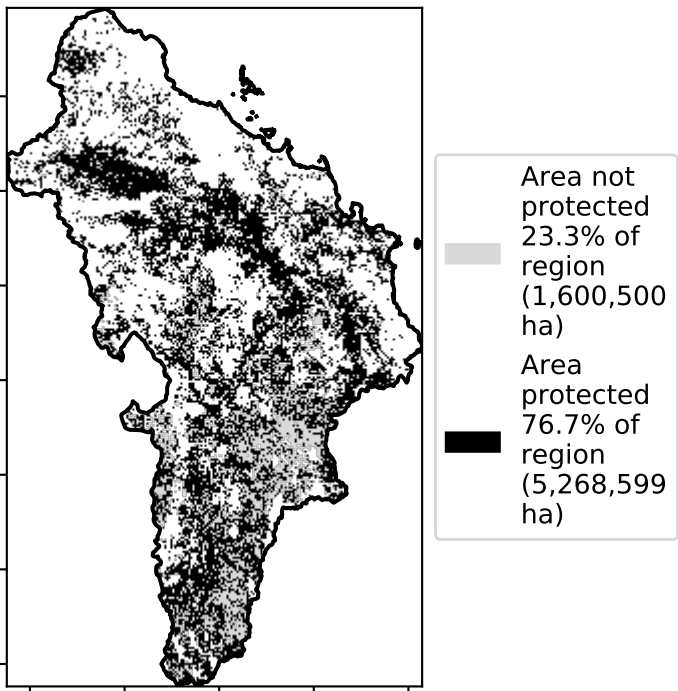 Area not
protected
23.3% of
region
(1,600,500
ha)
Area
protected
76.7% of
region
(5,268,599
ha)